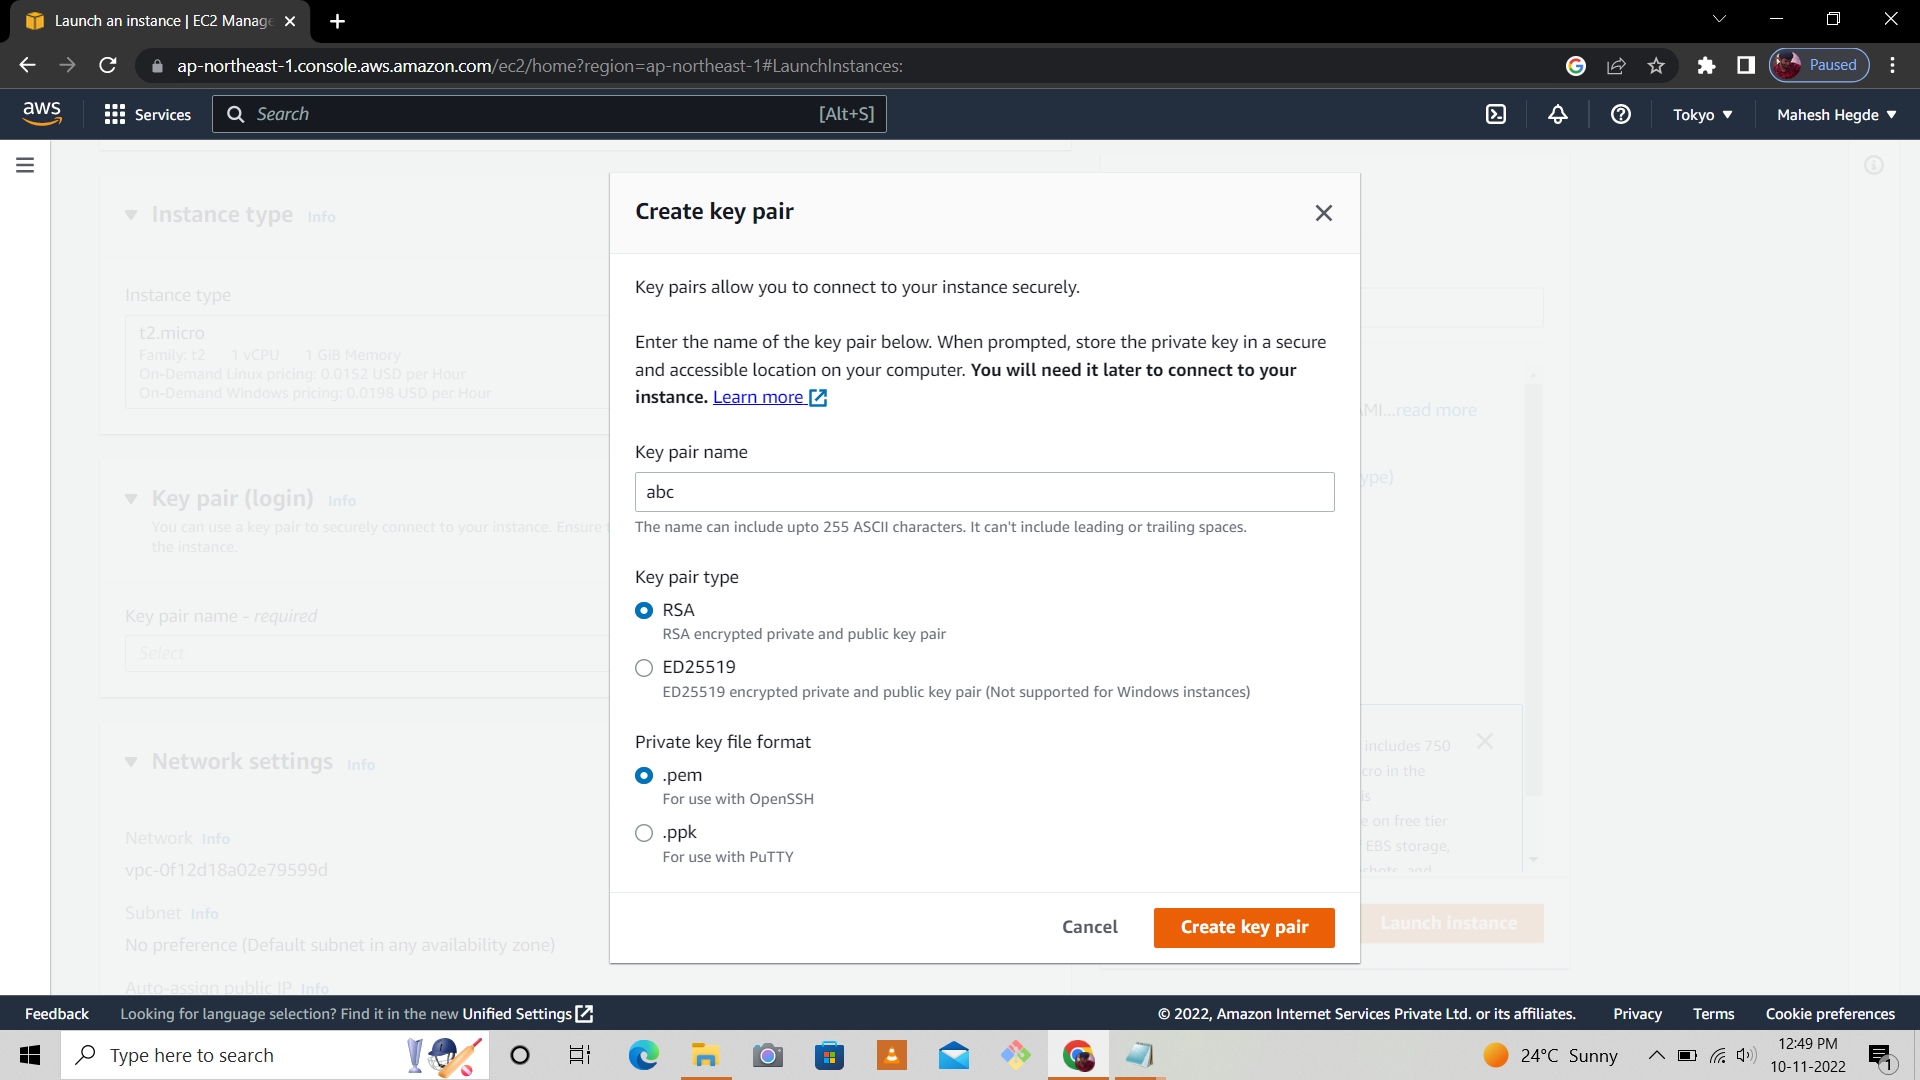 Launch an instance | EC2 Manage
ap-northeast-1.console.aws.amazon.com/ec2/home?region=ap-northeast-1#LaunchInstances:
Paused
aws
Services
Search
[Alt+S]
Tokyo
Mahesh Hegde
Instance type Info
Instance type
t2.micro
Family: t2 1 vCPU 1 GiB Memory
On-Demand Linux pricing: 0.0152 USD per Hour
On-Demand Windows pricing: 0.0198 USD per Hour
Key pair (login) Info
You can use a key pair to securely connect to your instance. Ensure
the instance.
Key pair name - required
Select
Network settings Info
Network Info
vpc-0f12d18a02e79599d
Subnet Info
No preference (Default subnet in any availability zone)
Auto-assign public IP Info
Create key pair
Key pairs allow you to connect to your instance securely.
Enter the name of the key pair below. When prompted, store the private key in a secure
and accessible location on your computer. You will need it later to connect to your
instance. Learn more
Key pair name
abc
The name can include upto 255 ASCII characters. It can't include leading or trailing spaces.
Key pair type
RSA
RSA encrypted private and public key pair
ED25519
ED25519 encrypted private and public key pair (Not supported for Windows instances)
Private key file format
.pem
For use with OpenSSH
.ppk
For use with PuTTY
Cancel
Create key pair
AMI...read more
ype)
includes 750
cro in the
is
e on free tier
EBS storage,
shots, and
Launch instance
Feedback
Looking for language selection? Find it in the new Unified Settings
© 2022, Amazon Internet Services Private Ltd. or its affiliates.
Privacy
Terms
Cookie preferences
Type here to search
24°C Sunny
12:49 PM
10-11-2022
1